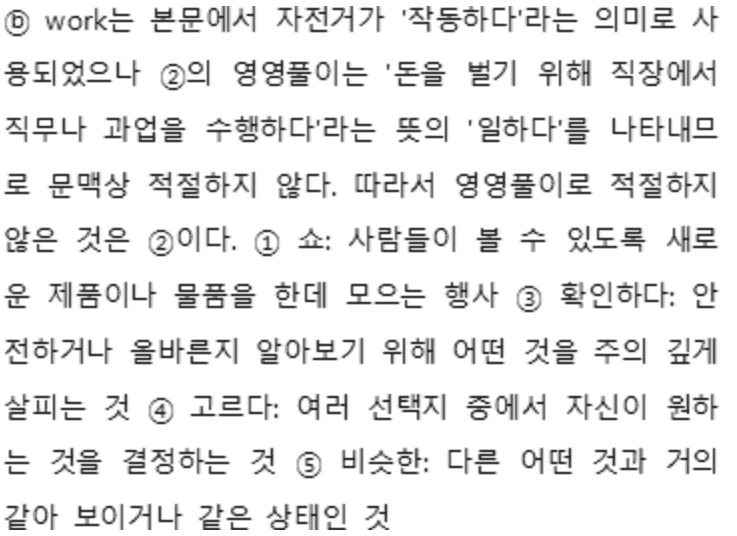 ⓑ work는 본문에서 자전거가 '작동하다'라는 의미로 사
용되었으나 ②의 영영풀이는 '돈을 벌기 위해 직장에서
직무나 과업을 수행하다'라는 뜻의 '일하다'를 나타내므
로 문맥상 적절하지 않다. 따라서 영영풀이로 적절하지
않은 것은 ②이다. ① 쇼: 사람들이 볼 수 있도록 새로
운 제품이나 물품을 한데 모으는 행사 ③ 확인하다: 안
전하거나 올바른지 알아보기 위해 어떤 것을 주의 깊게
살피는 것 ④ 고르다: 여러 선택지 중에서 자신이 원하
는 것을 결정하는 것 ⑤ 비슷한: 다른 어떤 것과 거의
같아 보이거나 같은 상태인 것